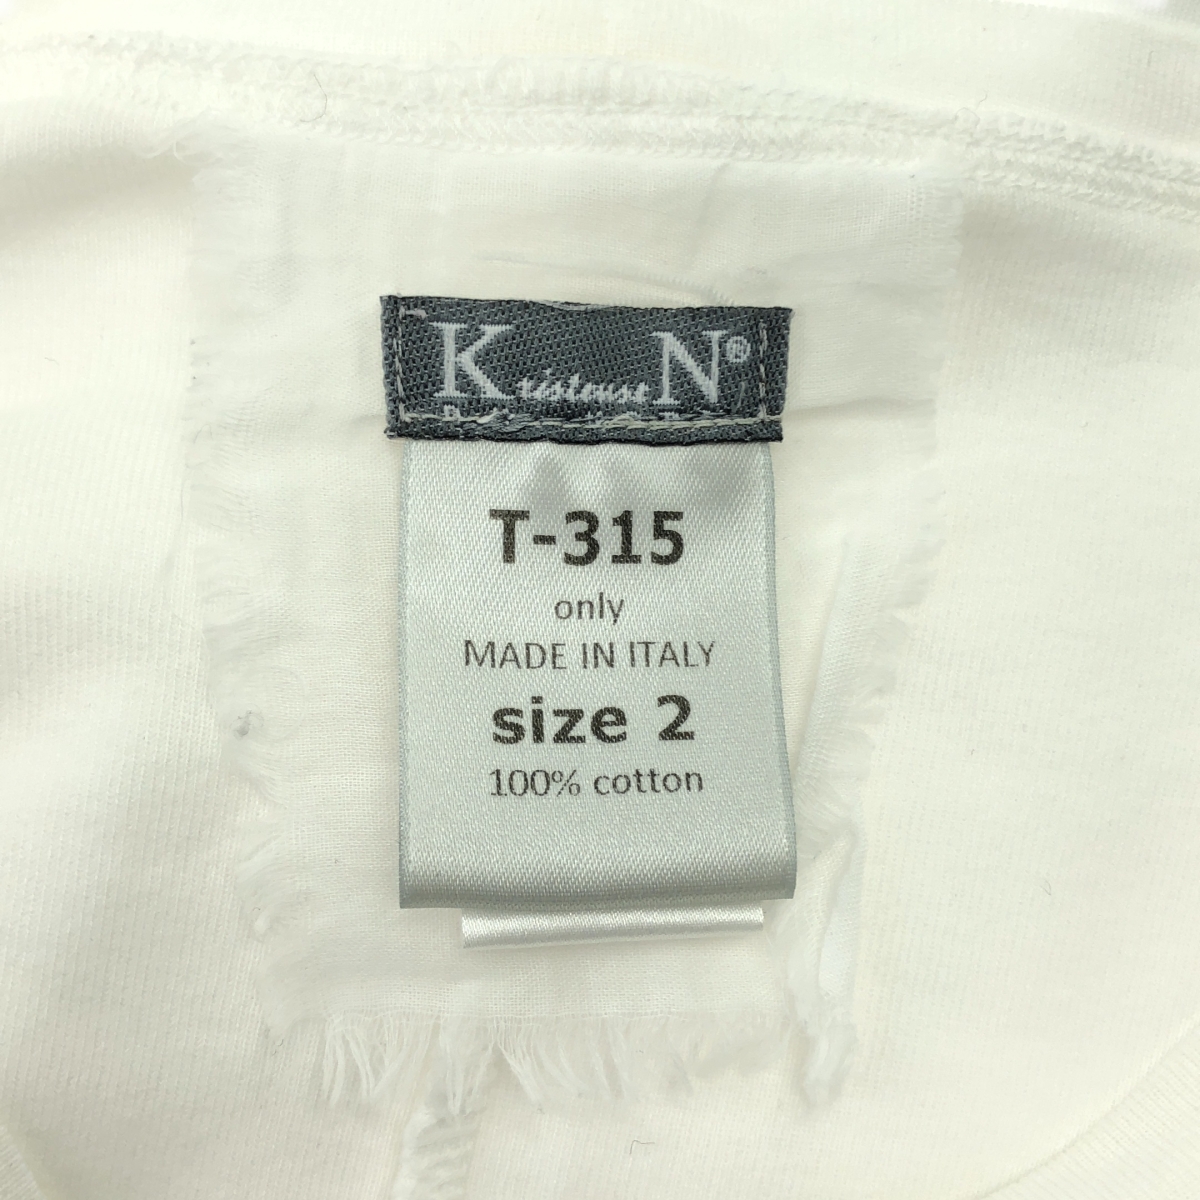 KristenseN®
T-315
only
MADE IN ITALY
size 2
100% cotton